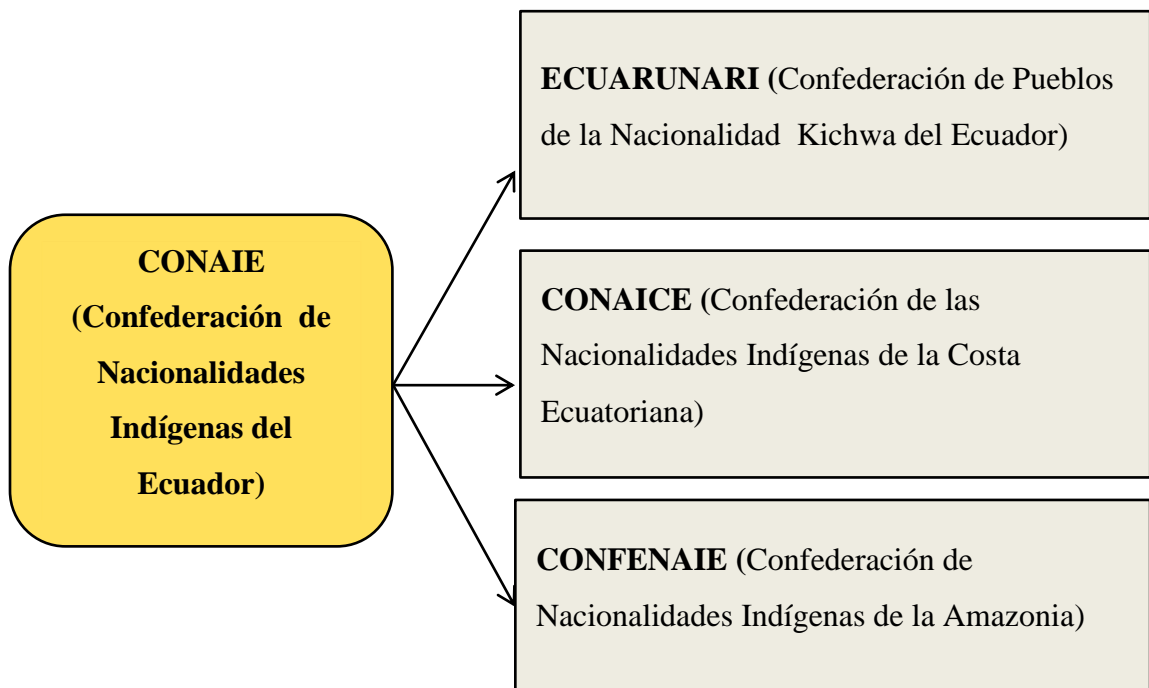 CONAIE
(Confederación de
Nacionalidades
Indígenas del
Ecuador)
ECUARUNARI (Confederación de Pueblos
de la Nacionalidad Kichwa del Ecuador)
CONAICE (Confederación de las
Nacionalidades Indígenas de la Costa
Ecuatoriana)
CONFENAIE (Confederación de
Nacionalidades Indígenas de la Amazonia)